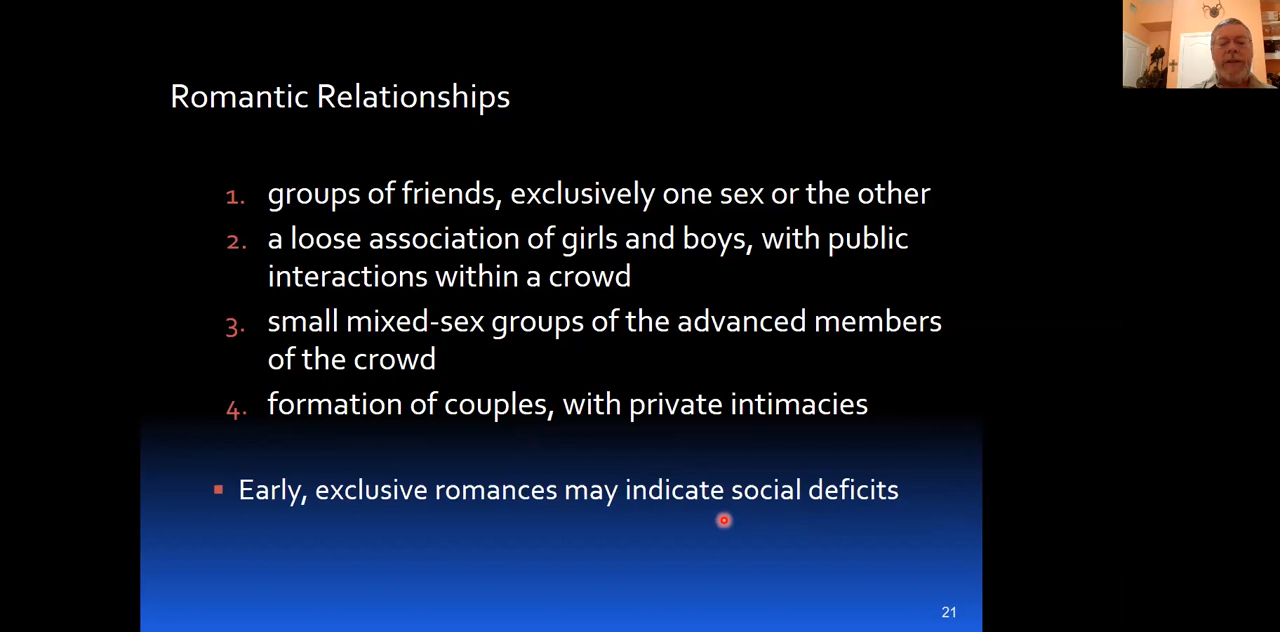 Romantic Relationships
1. groups of friends, exclusively one sex or the other
2. a loose association of girls and boys, with public
interactions within a crowd
3. small mixed-sex groups of the advanced members
of the crowd
4. formation of couples, with private intimacies
▪ Early, exclusive romances may indicate social deficits
21